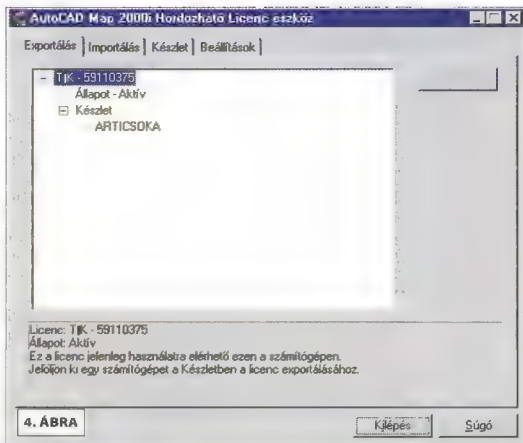 AutoCAD Map 2000i Hordozható Licenc eszköz
Exportálás Importálás Készlet Beállítások
TJK - 59110375
Állapot - Aktív
Készlet
ARTICSOKA
Licenc: TJK - 59110375
Állapot: Aktív
Ez a licenc jelenleg használatra elérhető ezen a számítógépen.
Jelöljön ki egy számítógépet a Készletben a licenc exportálásához.
4. ÁBRA
Kilépés Súgó